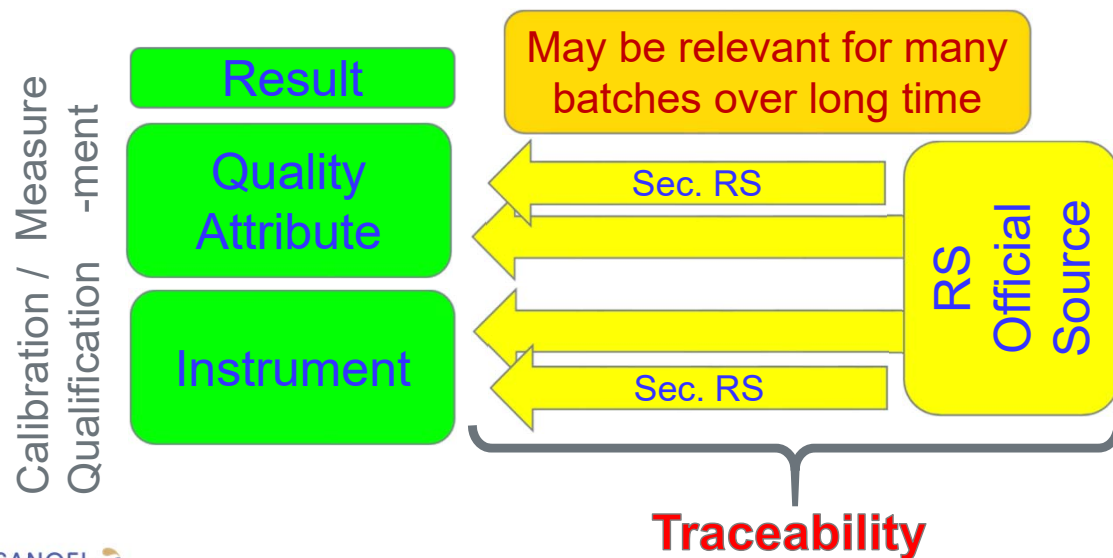 Calibration / Measure
Qualification -ment
Result
Quality
Attribute
Instrument
May be relevant for many
batches over long time
Sec. RS
Sec. RS
RS
Official
Source
Traceability
SANOFI